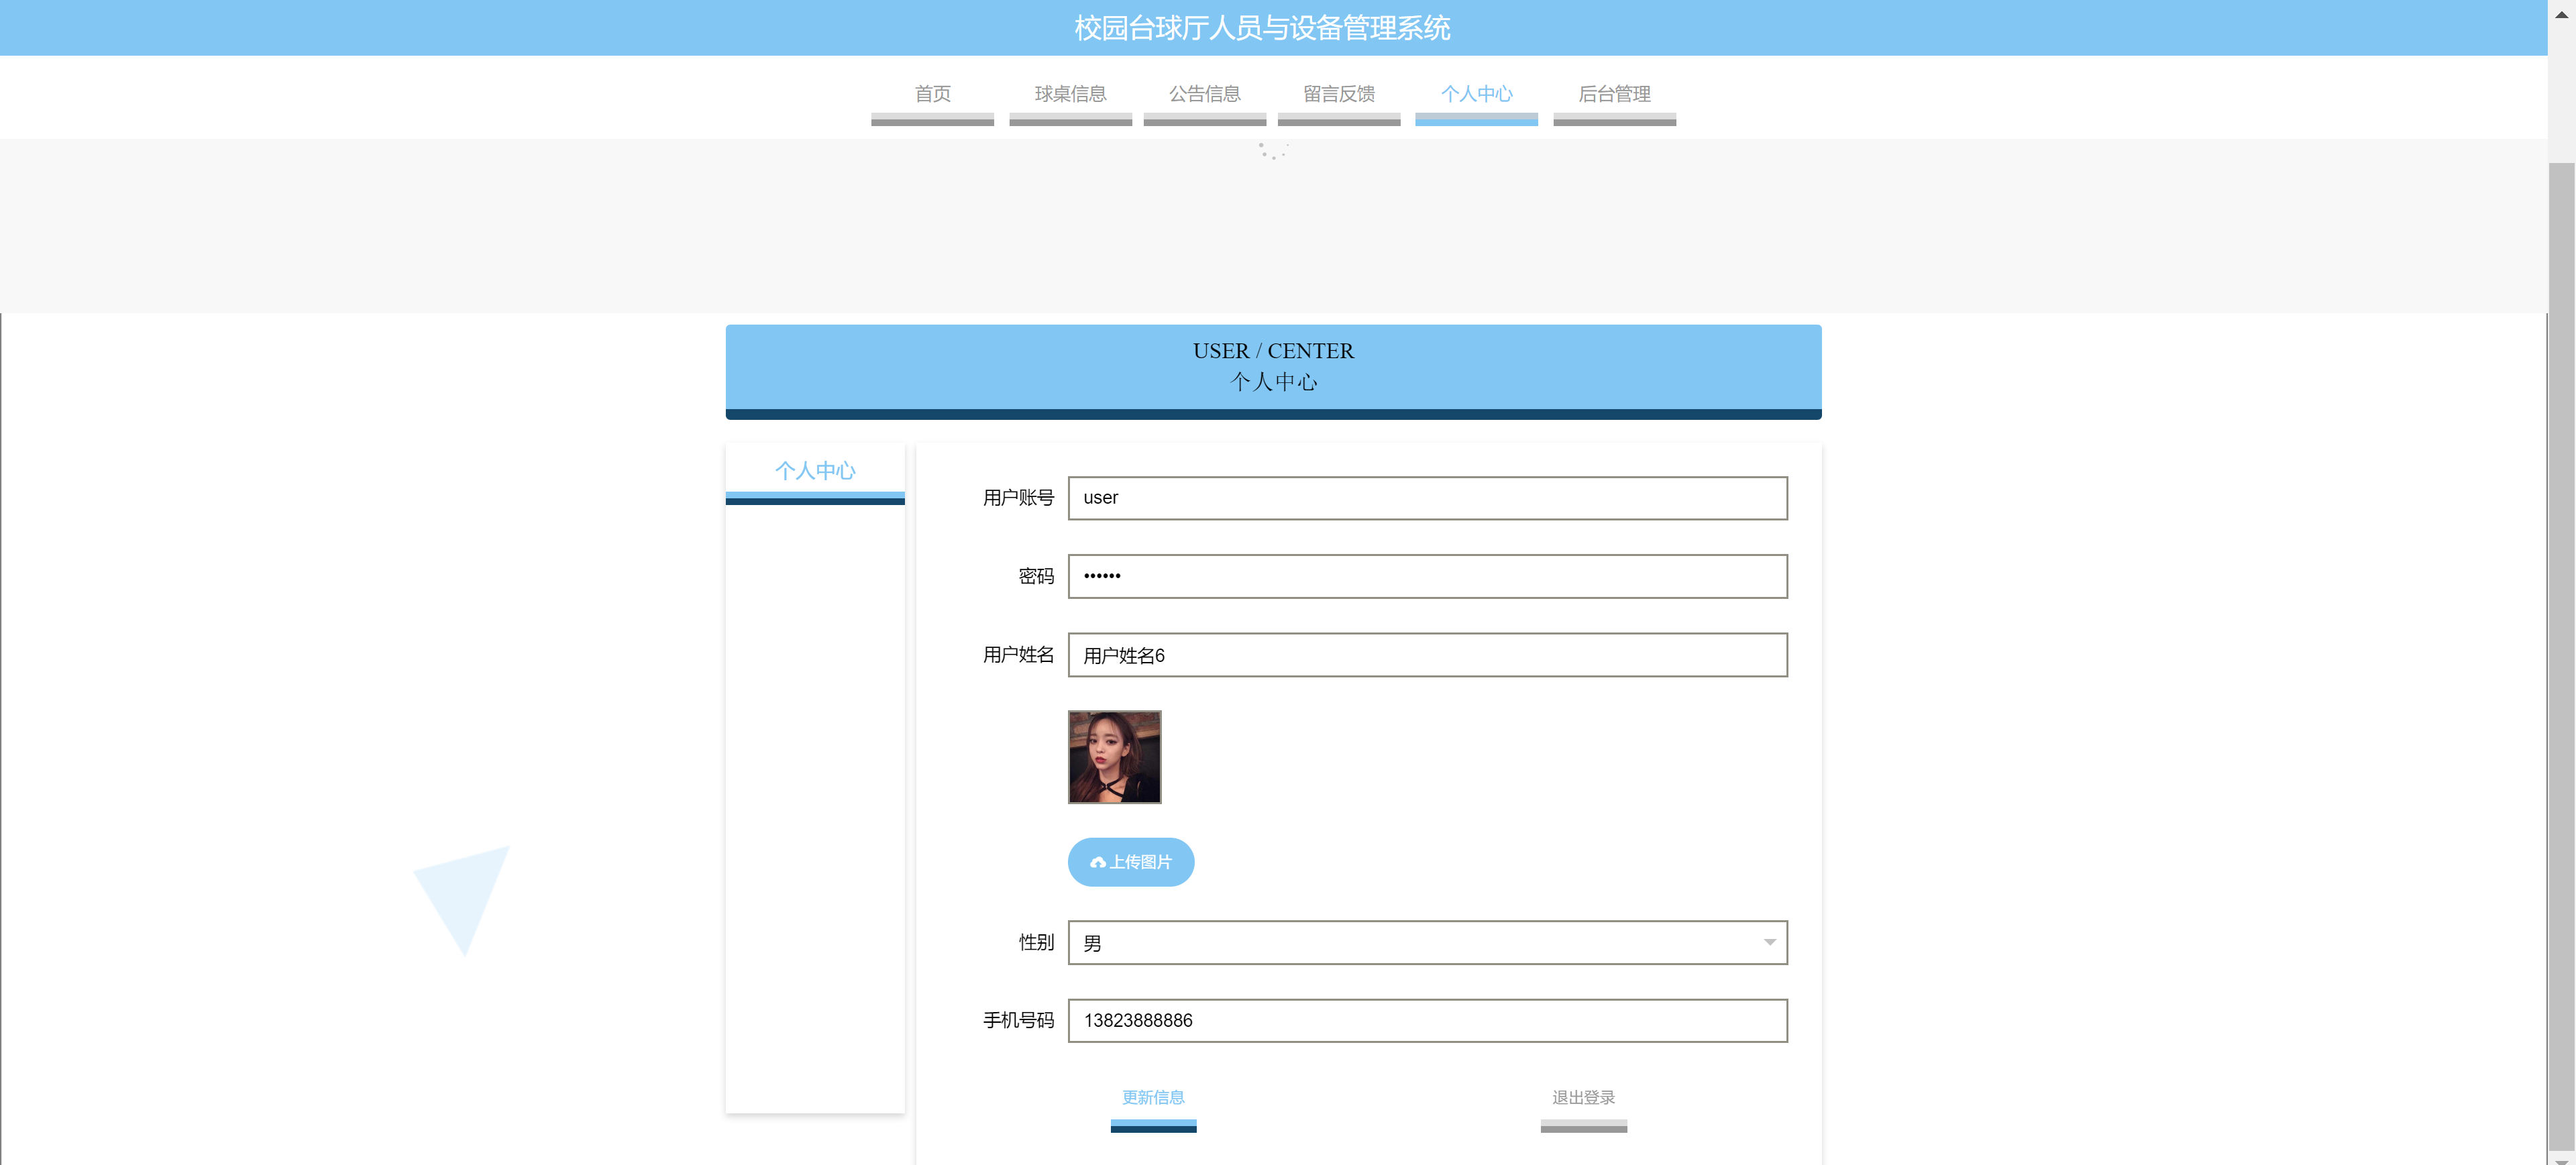 校园台球厅人员与设备管理系统
首页 球桌信息 公告信息 留言反馈 个人中心 后台管理
USER / CENTER
个人中心
个人中心
用户账号 user
密码 ••••••
用户姓名 用户姓名6
上传图片
性别 男
手机号码 13823888886
更新信息 退出登录